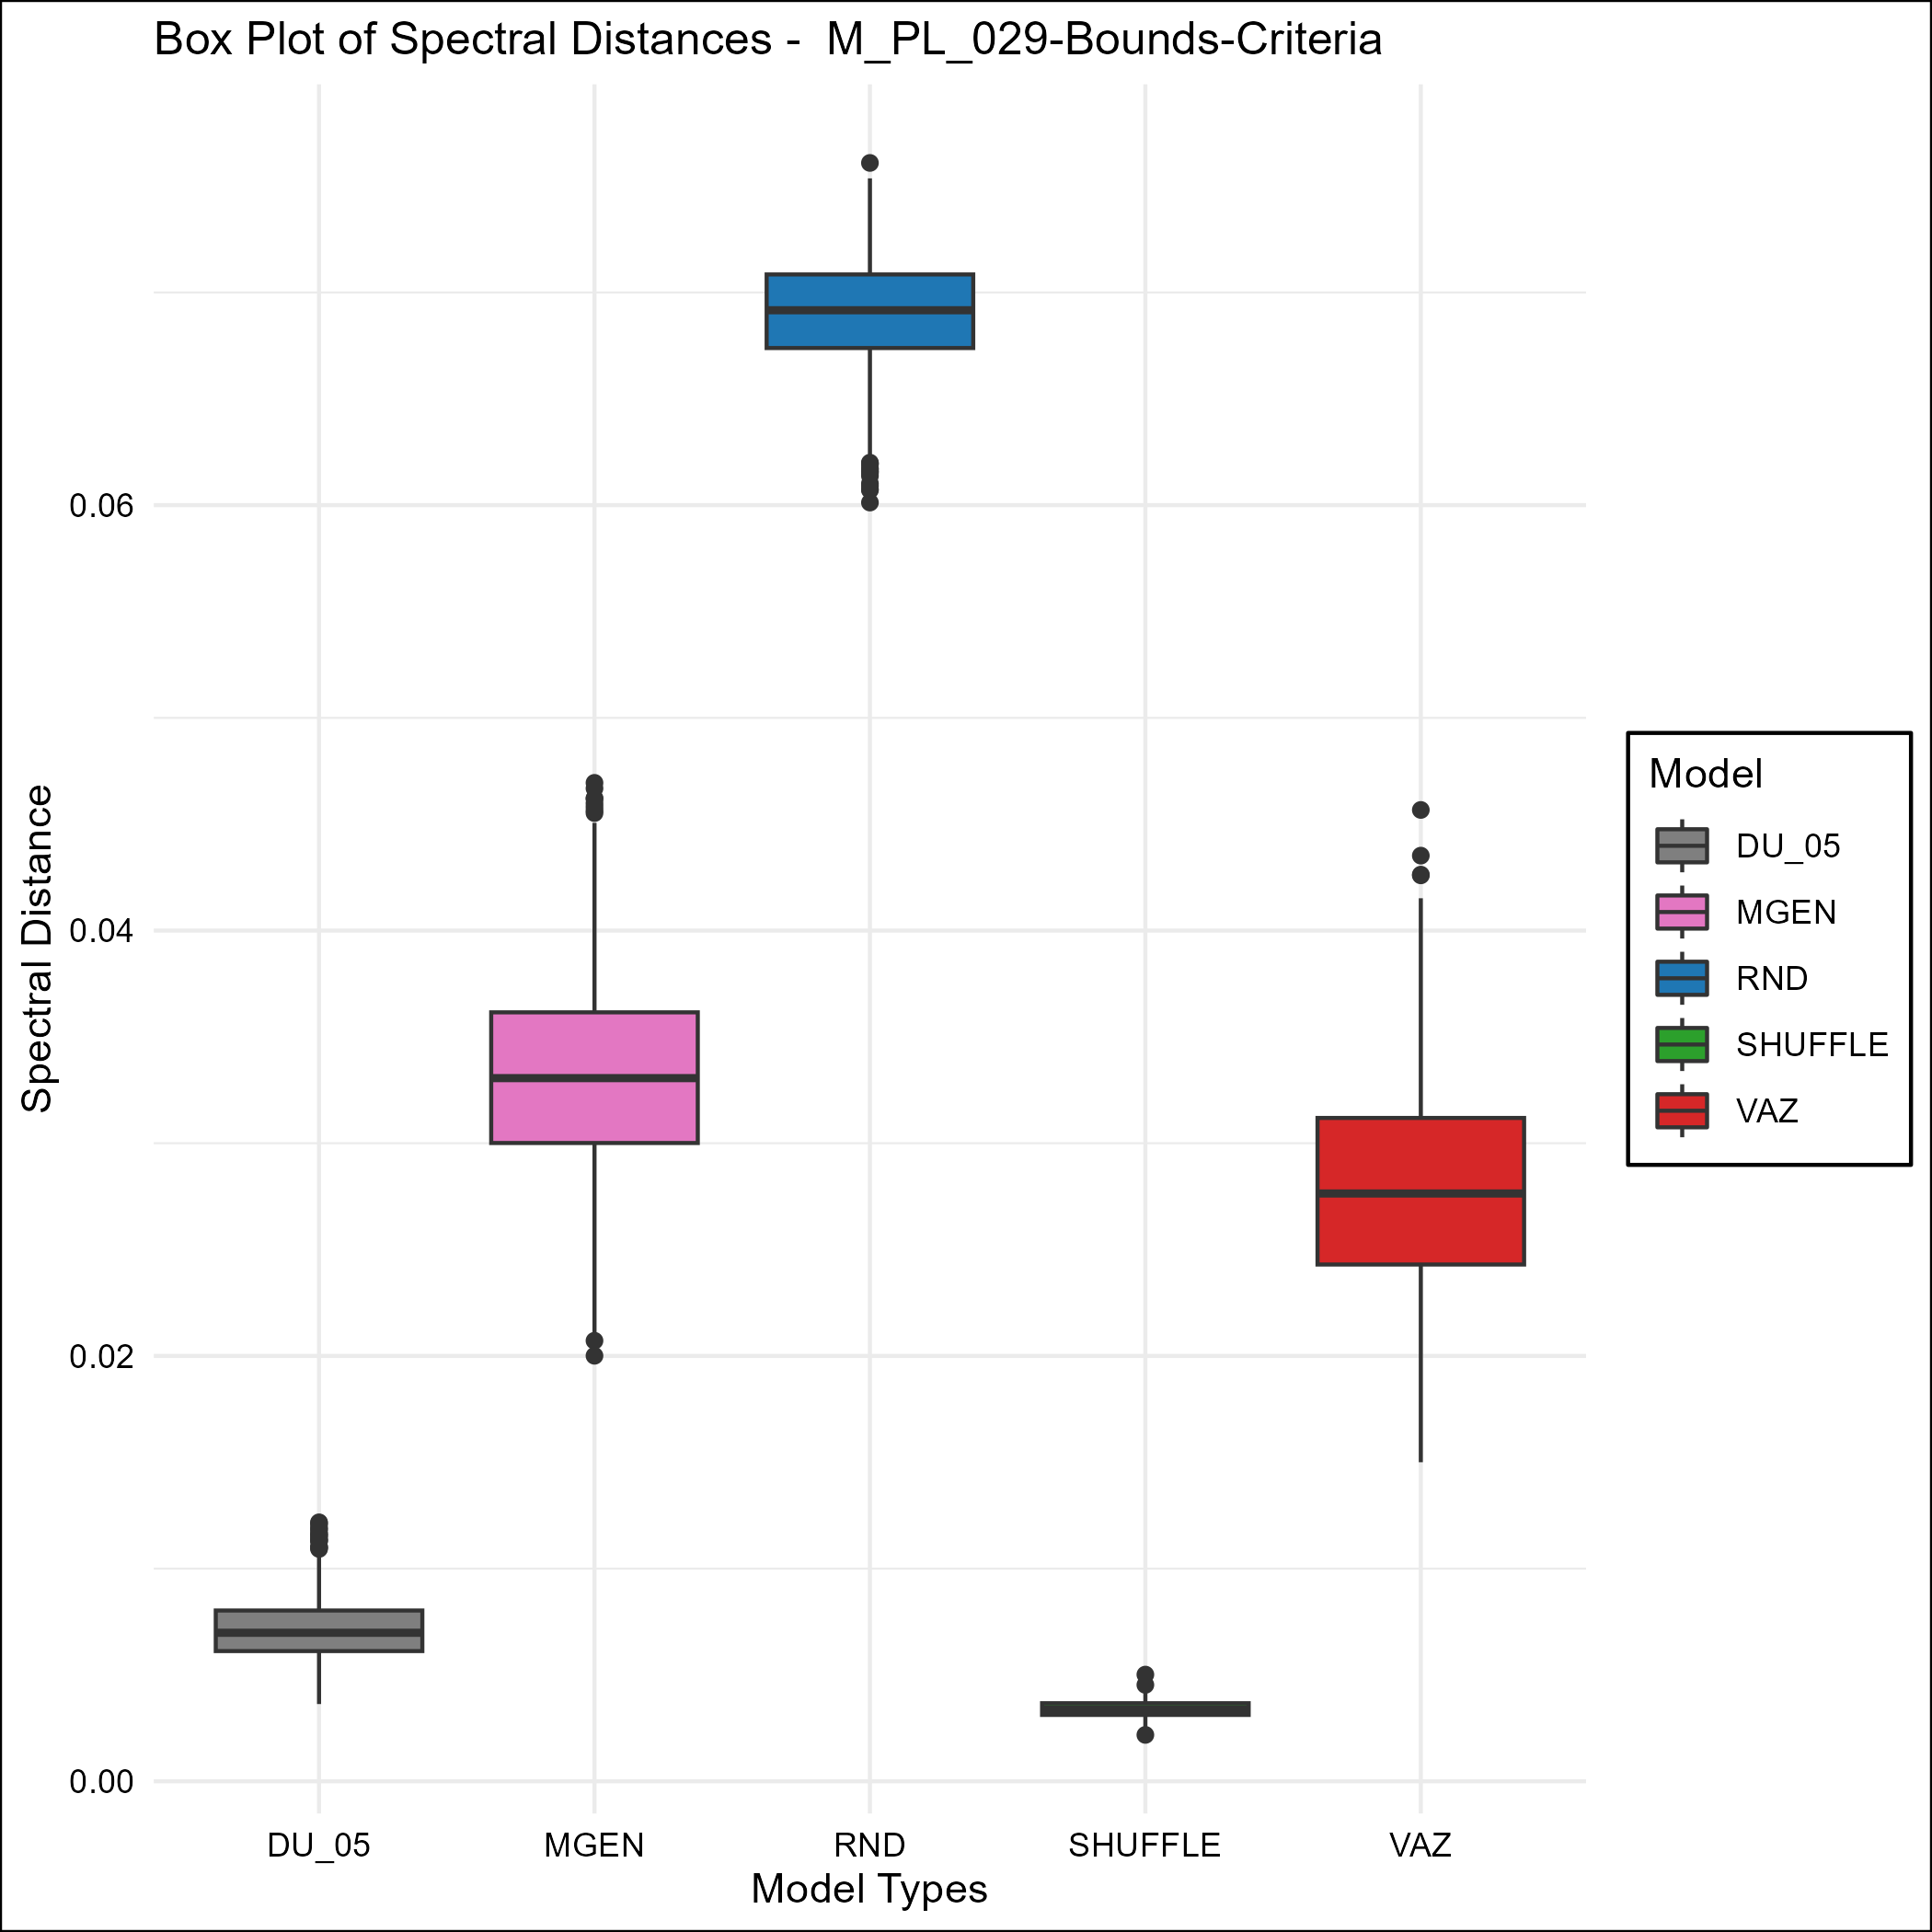 Box Plot of Spectral Distances -  M_PL_029-Bounds-Criteria
Spectral Distance
0.06
0.04
0.02
0.00
DU_05
MGEN
RND
SHUFFLE
VAZ
Model Types
Model
DU_05
MGEN
RND
SHUFFLE
VAZ